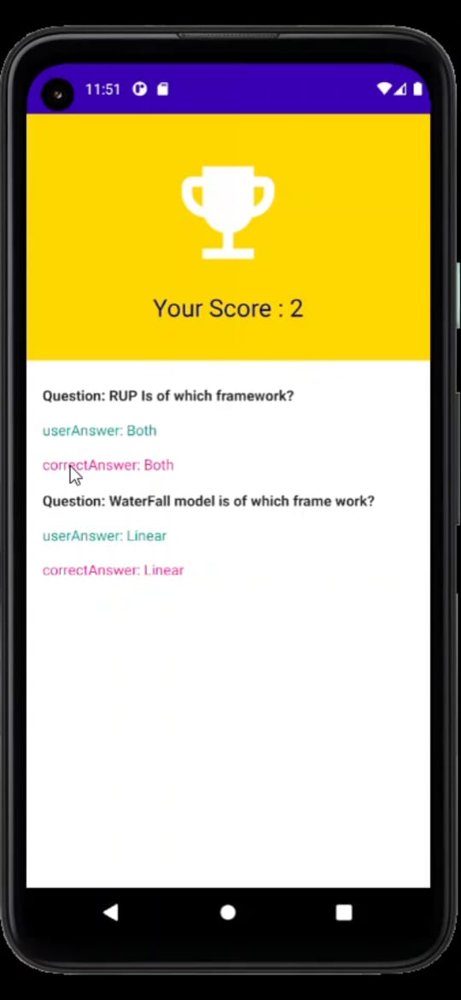 11:51
Your Score : 2
Question: RUP Is of which framework?
userAnswer: Both
correctAnswer: Both
Question: WaterFall model is of which frame work?
userAnswer: Linear
correctAnswer: Linear